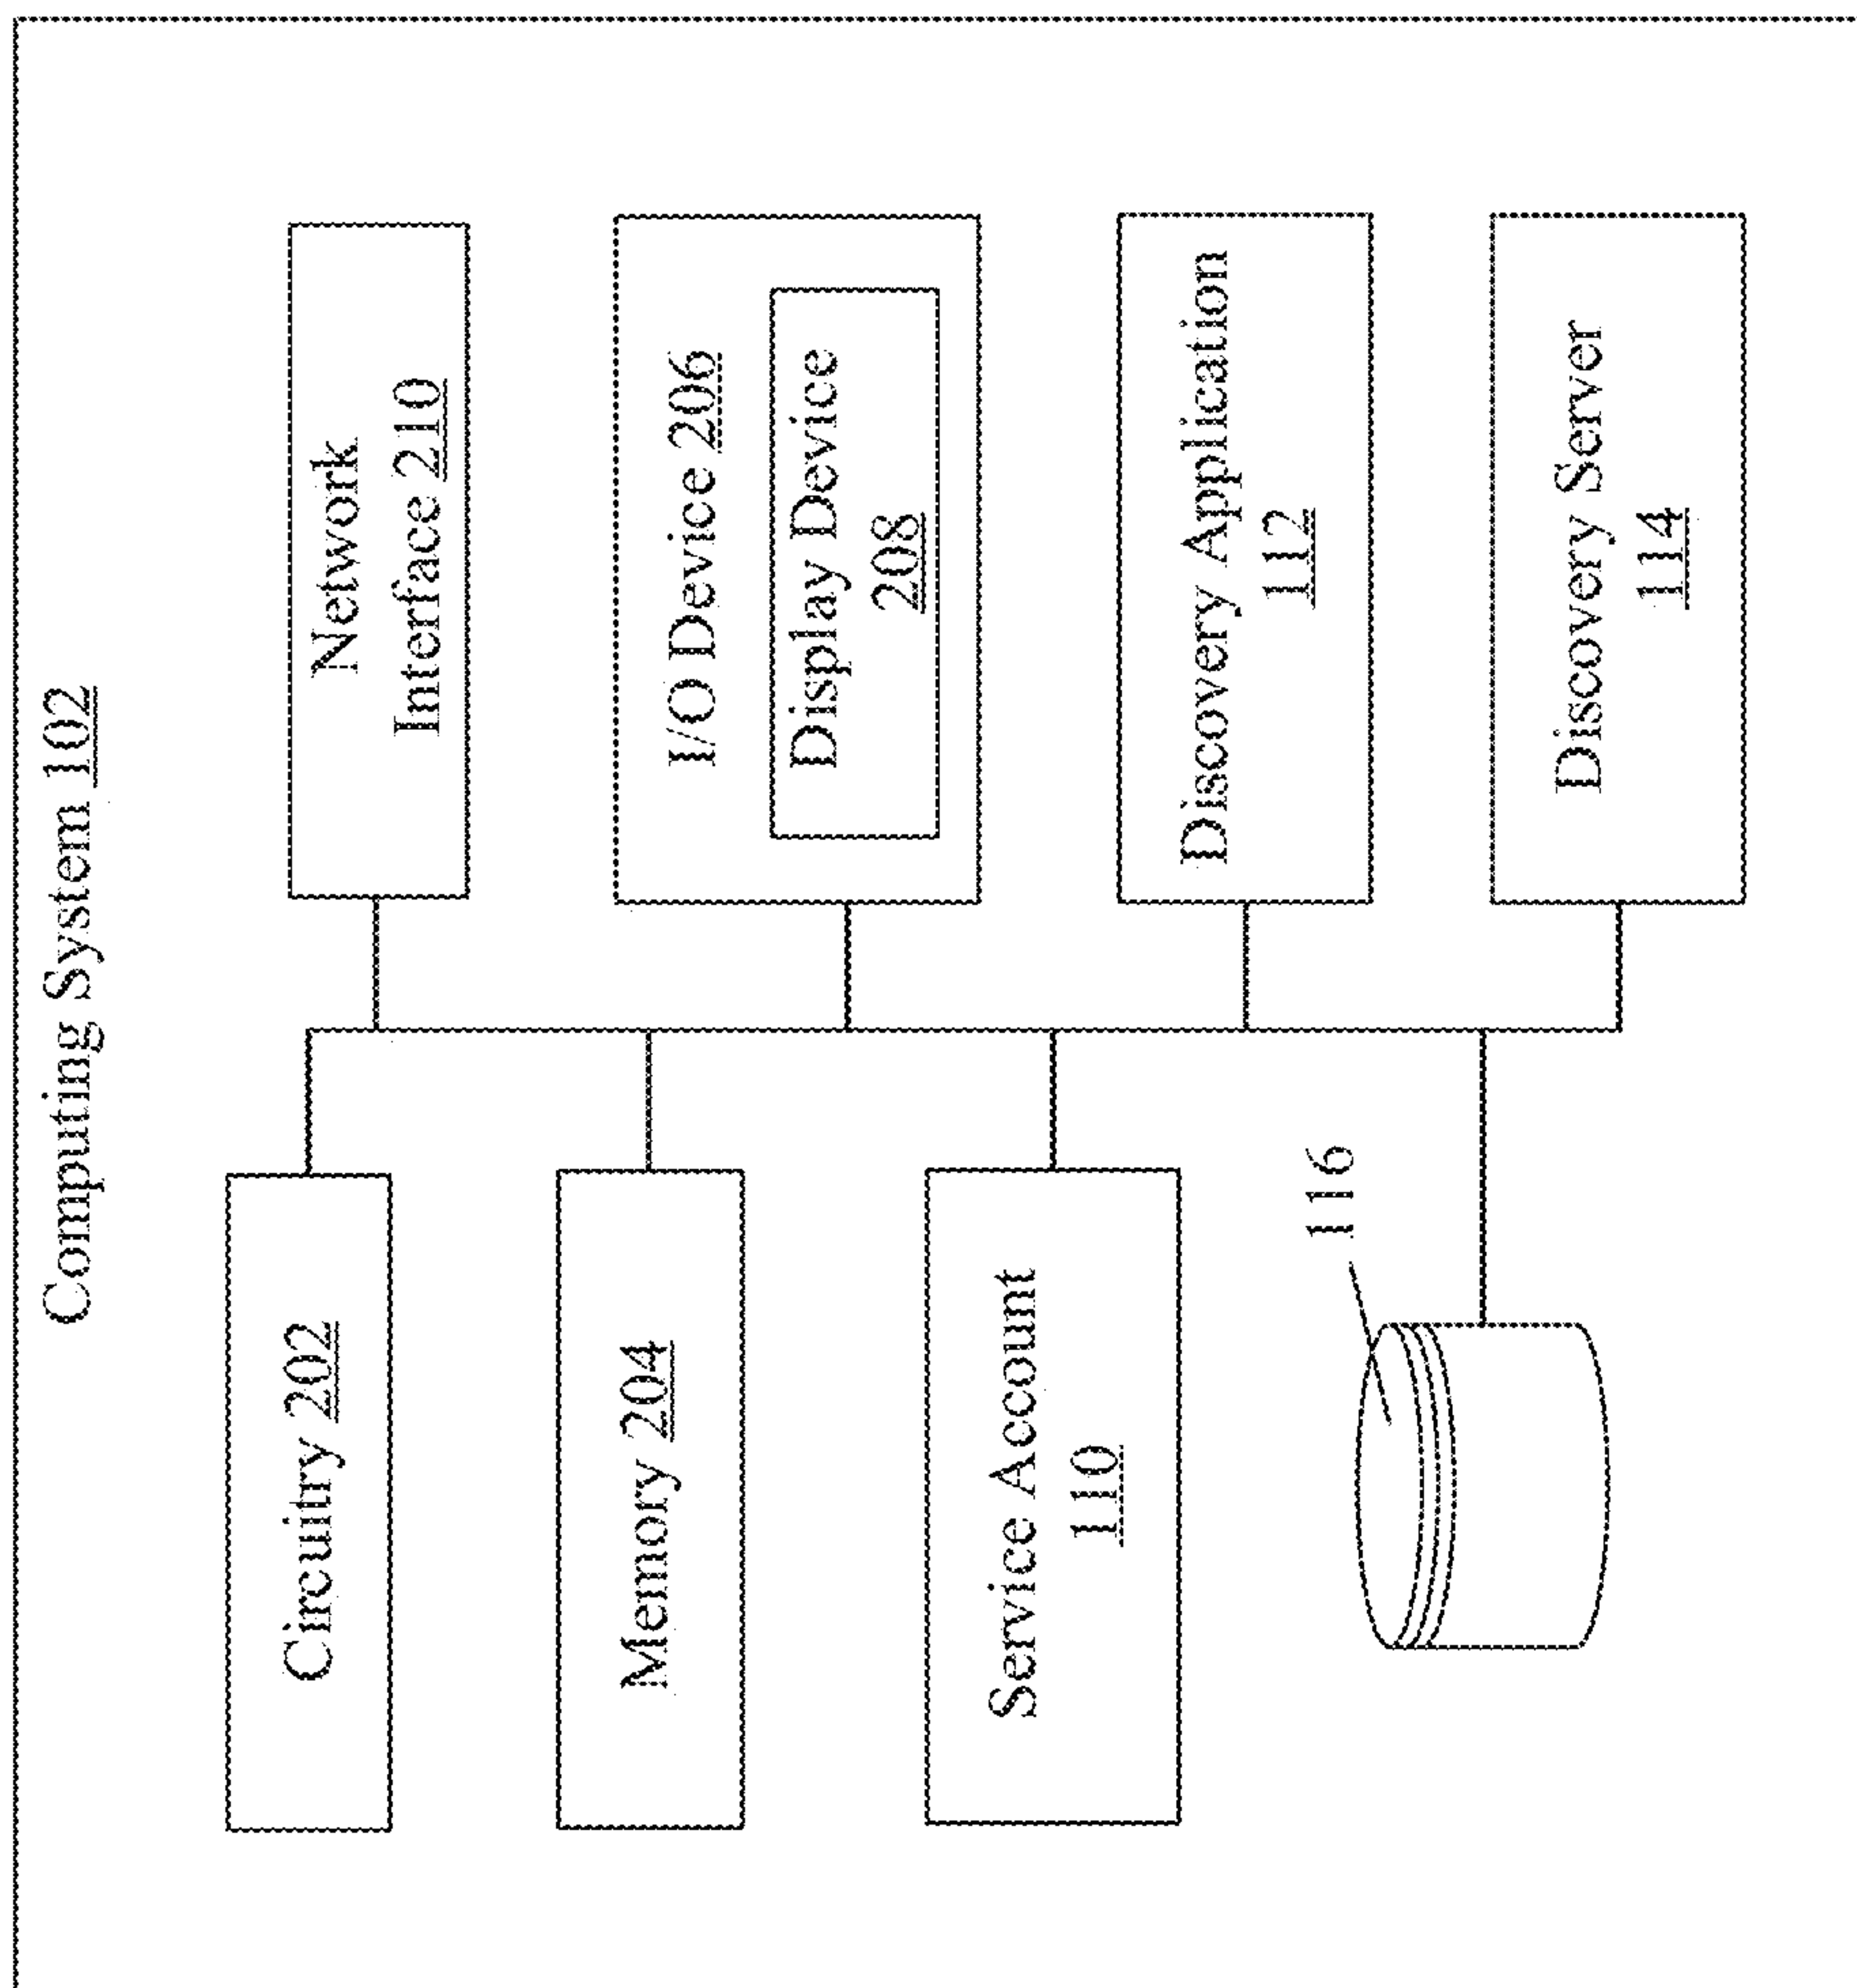 Computing System 102
Circuitry 202
Network
Interface 210
Memory 204
I/O Device 206
Display Device
208
Service Account
110
Discovery Application
112
116
Discovery Server
114